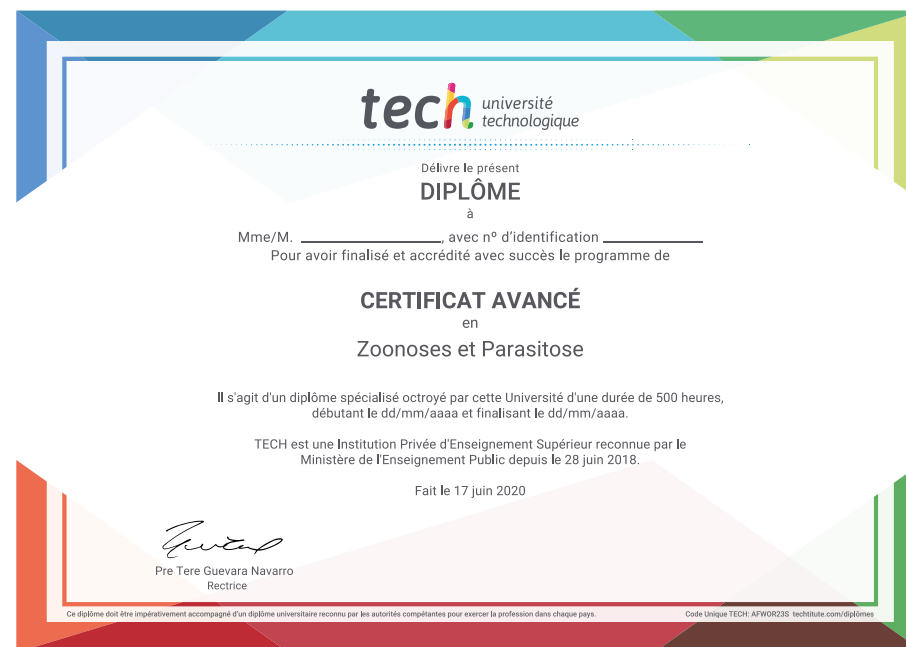 tech université
technologique
Délivre le présent
DIPLÔME
à
Mme/M. ____________________, avec nº d'identification ______________
Pour avoir finalisé et accrédité avec succès le programme de
CERTIFICAT AVANCÉ
en
Zoonoses et Parasitose
Il s'agit d'un diplôme spécialisé octroyé par cette Université d'une durée de 500 heures,
débutant le dd/mm/aaaa et finalisant le dd/mm/aaaa.
TECH est une Institution Privée d'Enseignement Supérieur reconnue par le
Ministère de l'Enseignement Public depuis le 28 juin 2018.
Fait le 17 juin 2020
Pre Tere Guevara Navarro
Rectrice
Ce diplôme doit être impérativement accompagné d'un diplôme universitaire reconnu par les autorités compétentes pour exercer la profession dans chaque pays.
Code Unique TECH: AFWOR23S techtitute.com/diplômes